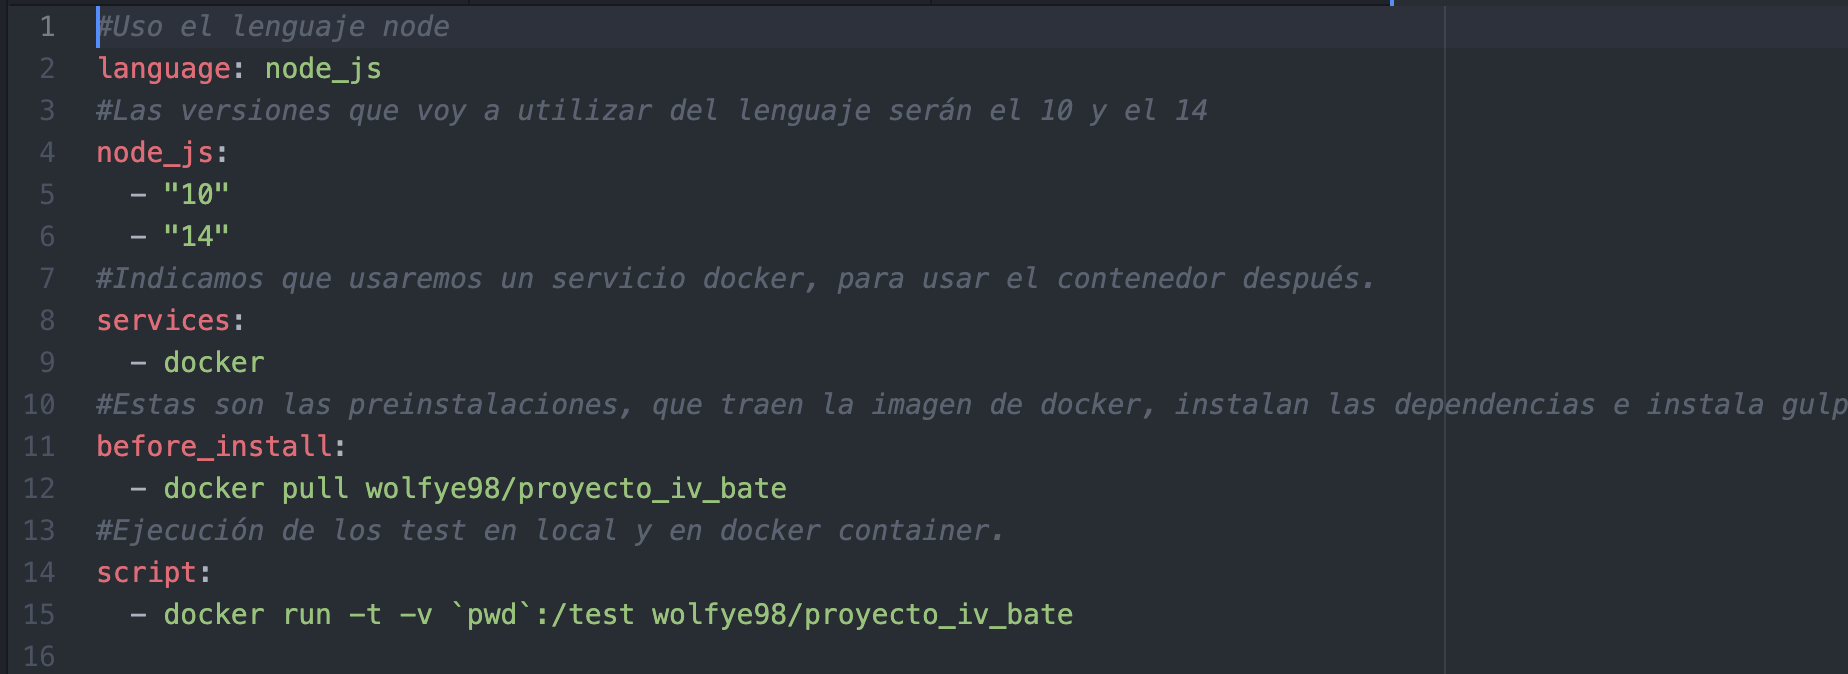 1 #Uso el lenguaje node
2 language: node_js
3 #Las versiones que voy a utilizar del lenguaje serán el 10 y el 14
4 node_js:
5 - "10"
6 - "14"
7 #Indicamos que usaremos un servicio docker, para usar el contenedor después.
8 services:
9 - docker
10 #Estas son las preinstalaciones, que traen la imagen de docker, instalan las dependencias e instala gulp
11 before_install:
12 - docker pull wolfye98/proyecto_iv_bate
13 #Ejecución de los test en local y en docker container.
14 script:
15 - docker run -t -v `pwd`:/test wolfye98/proyecto_iv_bate
16